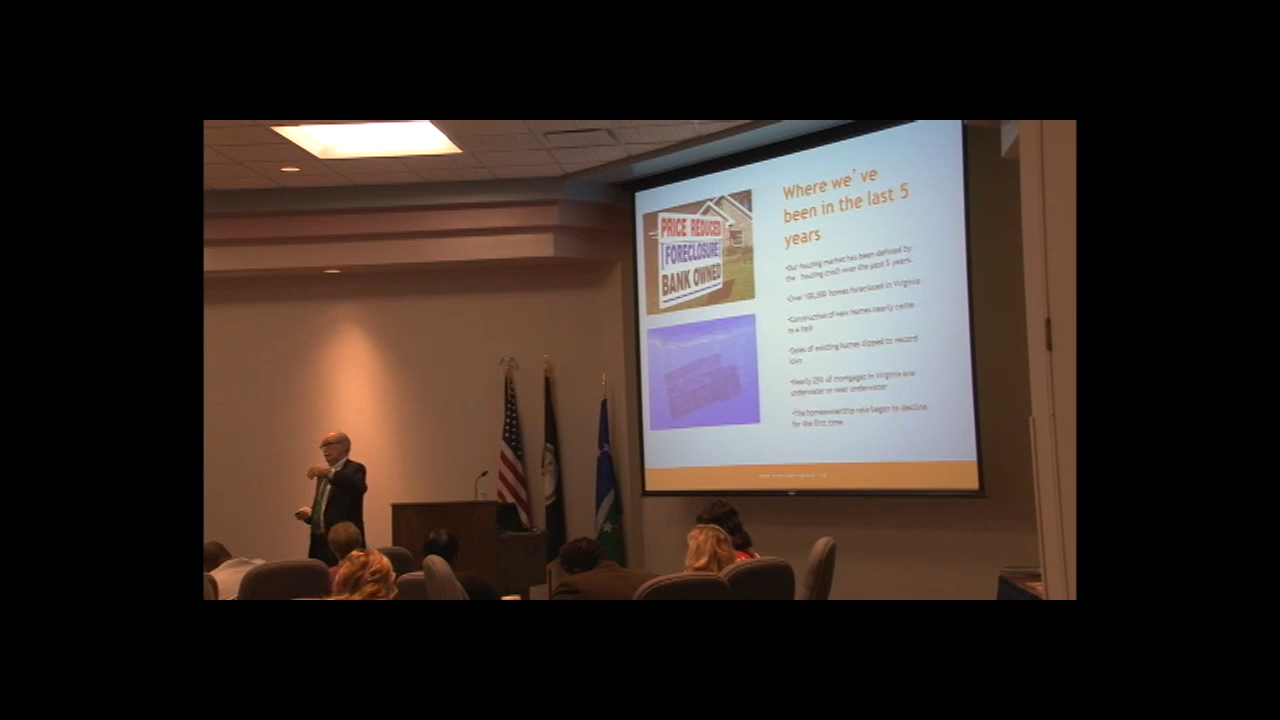 PRICE REDUCED
FORECLOSURE
BANK OWNED
Where we've
been in the last 5
years
•Our housing market has been defined by
the housing crash over the past 5 years.
•Over 100,000 homes foreclosed in Virginia
•Construction of new homes nearly came
to a halt
•Sales of existing homes dipped to record
lows
•Nearly 25% of mortgages in Virginia are
underwater or near underwater
•The homeownership rate began to decline
for the first time